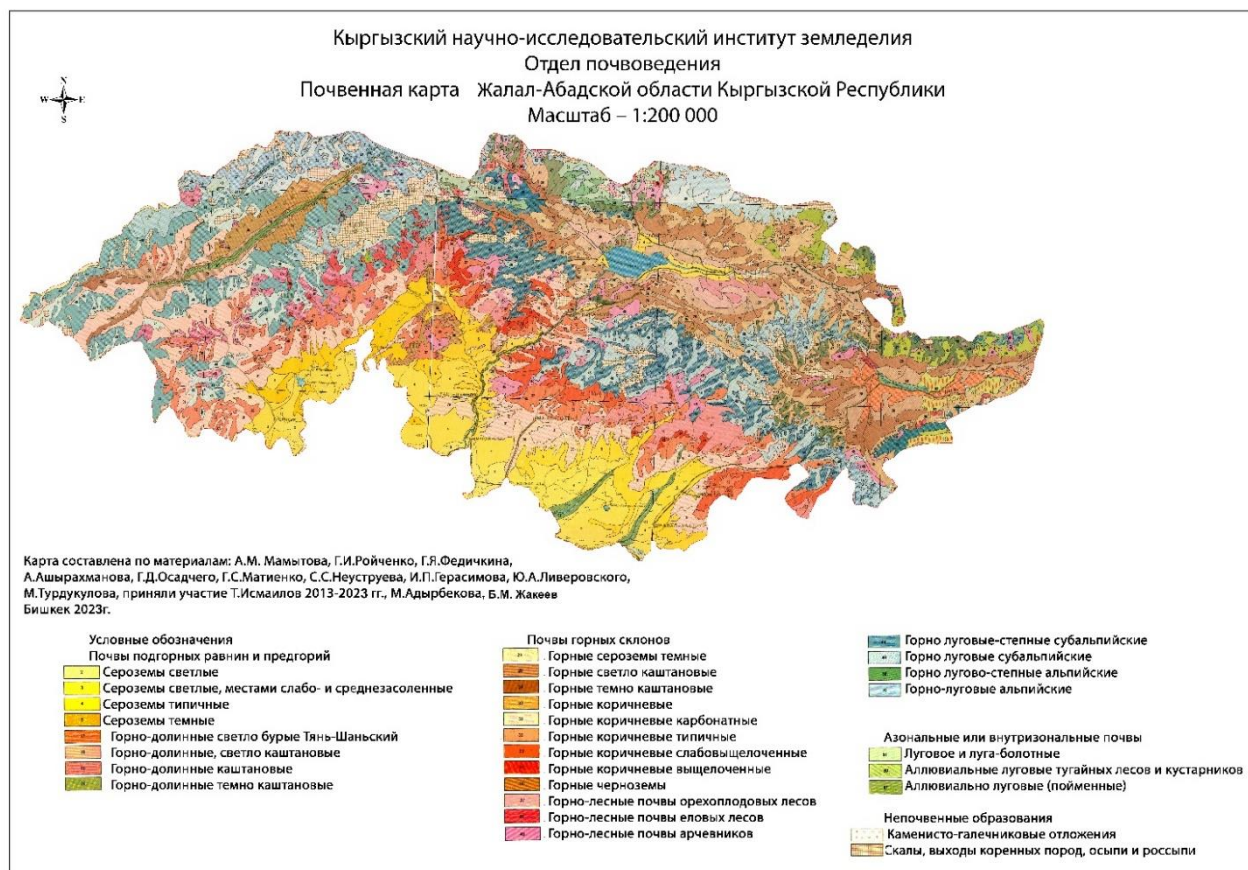 Кыргызский научно-исследовательский институт земледелия
Отдел почвоведения
Почвенная карта Жалал-Абадской области Кыргызской Республики
Масштаб – 1:200 000
N
W E
S
Карта составлена по материалам: А.М. Мамытова, Г.И.Ройченко, Г.Я.Федичкина,
А.Ашырахманова, Г.Д.Осадчего, Г.С.Матиенко, С.С.Неуструева, И.П.Герасимова, Ю.А.Ливеровского,
М.Турдукулова, приняли участие Т.Исмаилов 2013-2023 гг., М.Адырбекова, Б.М. Жакеев
Бишкек 2023г.
Условные обозначения
Почвы подгорных равнин и предгорий
Сероземы светлые
Сероземы светлые, местами слабо- и среднезасоленные
Сероземы типичные
Сероземы темные
Горно-долинные светло бурые Тянь-Шаньский
Горно-долинные, светло каштановые
Горно-долинные каштановые
Горно-долинные темно каштановые
Почвы горных склонов
Горные сероземы темные
Горные светло каштановые
Горные темно каштановые
Горные коричневые
Горные коричневые карбонатные
Горные коричневые типичные
Горные коричневые слабовыщелоченные
Горные коричневые выщелоченные
Горные черноземы
Горно-лесные почвы орехоплодовых лесов
Горно-лесные почвы еловых лесов
Горно-лесные почвы арчевников
Горно луговые-степные субальпийские
Горно луговые субальпийские
Горно лугово-степные альпийские
Горно-луговые альпийские
Азональные или внутризональные почвы
Луговое и луга-болотные
Аллювиальные луговые тугайных лесов и кустарников
Аллювиально луговые (пойменные)
Непочвенные образования
Каменисто-галечниковые отложения
Скалы, выходы коренных пород, осыпи и россыпи